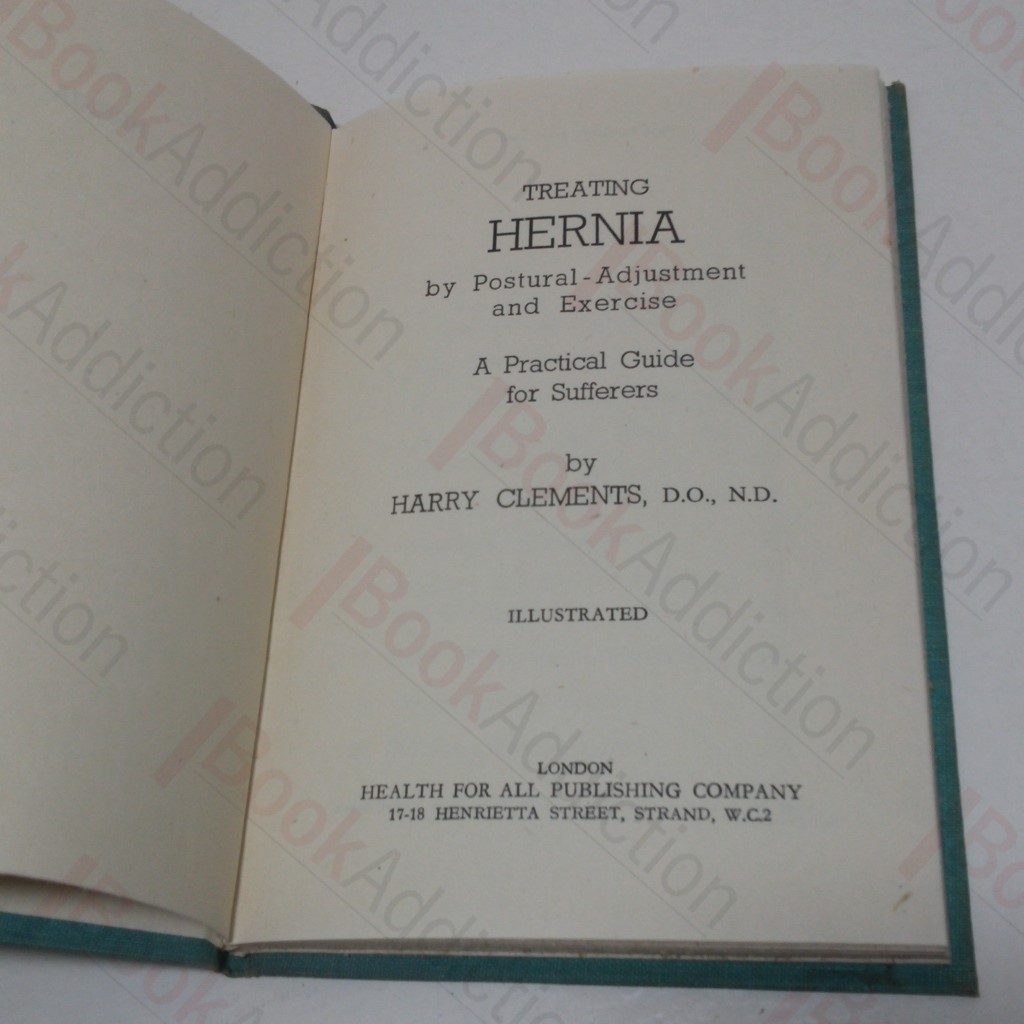 TREATING
HERNIA
by Postural-Adjustment
and Exercise
A Practical Guide
for Sufferers
by
HARRY CLEMENTS, D.O., N.D.
ILLUSTRATED
LONDON
HEALTH FOR ALL PUBLISHING COMPANY
17-18 HENRIETTA STREET, STRAND, W.C.2
BookAddiction